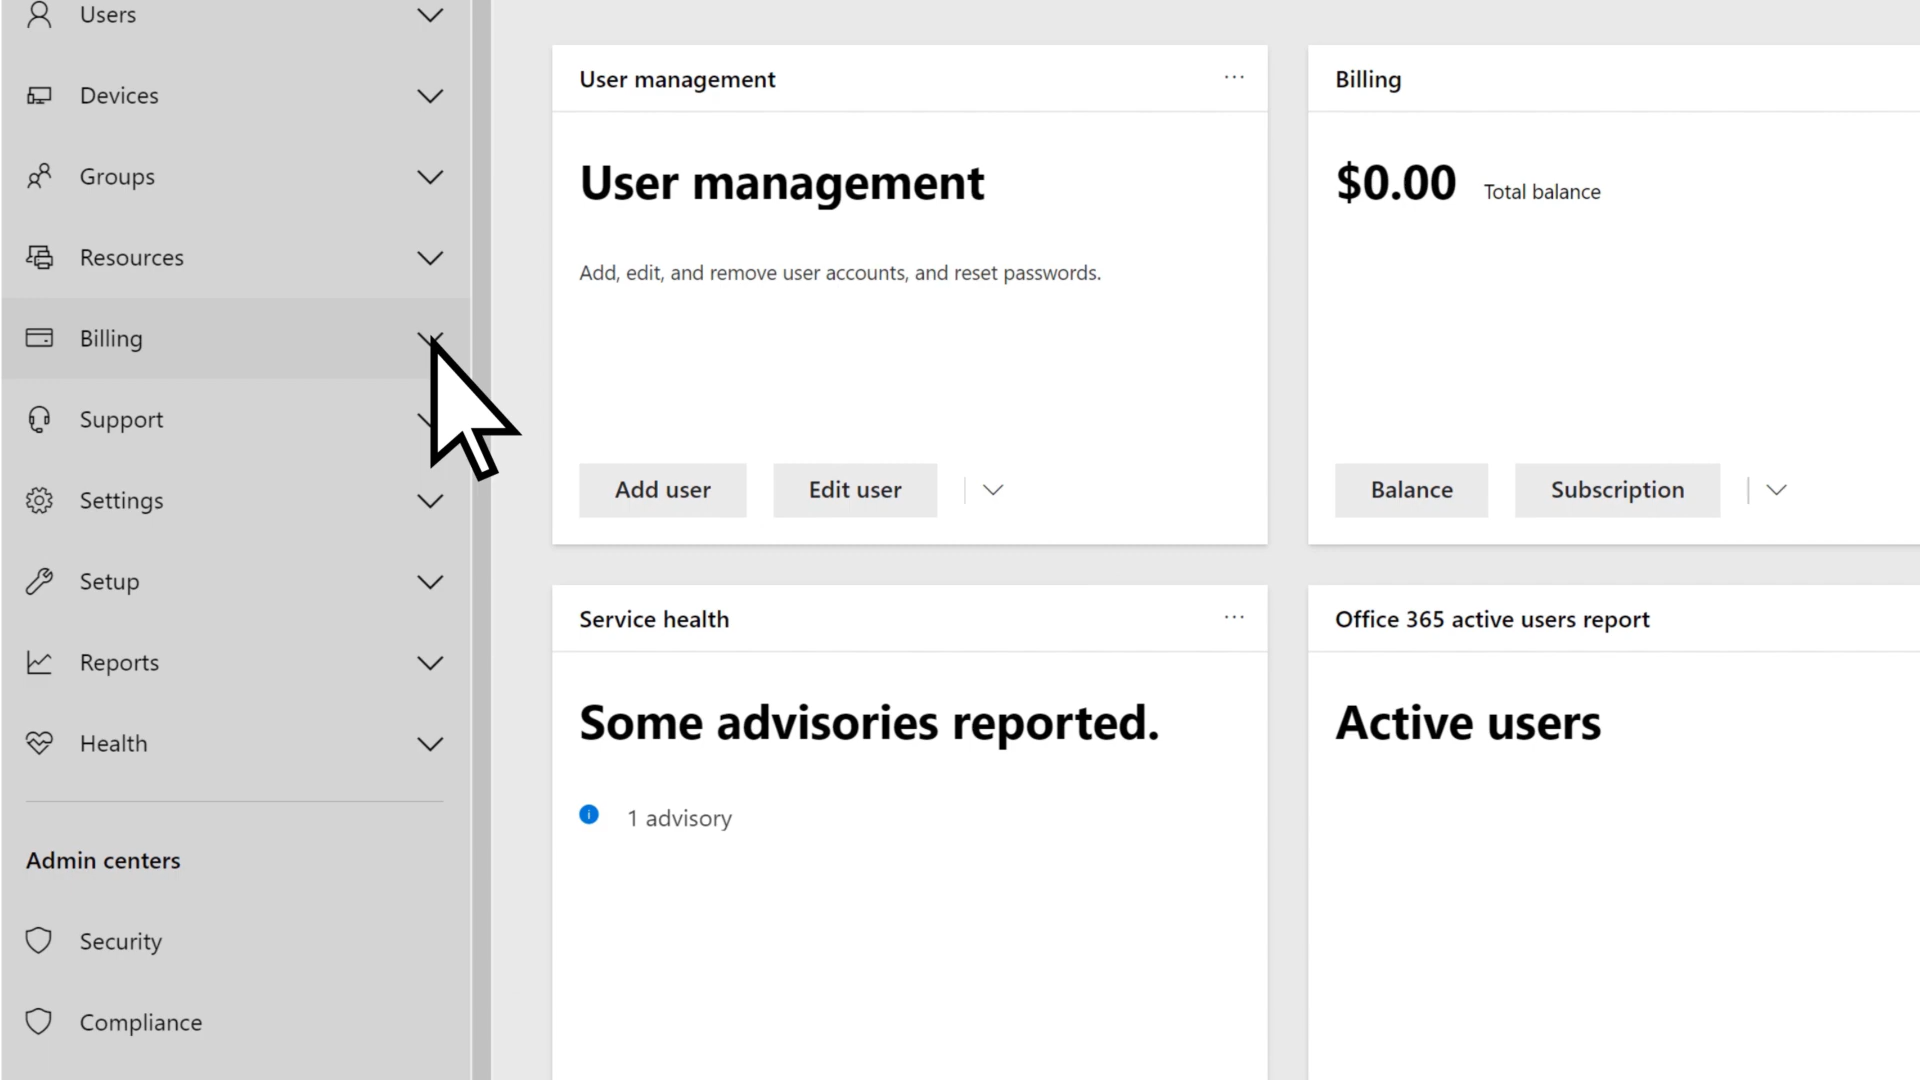 Users
Devices
Groups
Resources
Billing
Support
Settings
Setup
Reports
Health
Admin centers
Security
Compliance
User management
User management
Add, edit, and remove user accounts, and reset passwords.
Add user
Edit user
Billing
$0.00 Total balance
Balance
Subscription
Service health
Some advisories reported.
1 advisory
Office 365 active users report
Active users